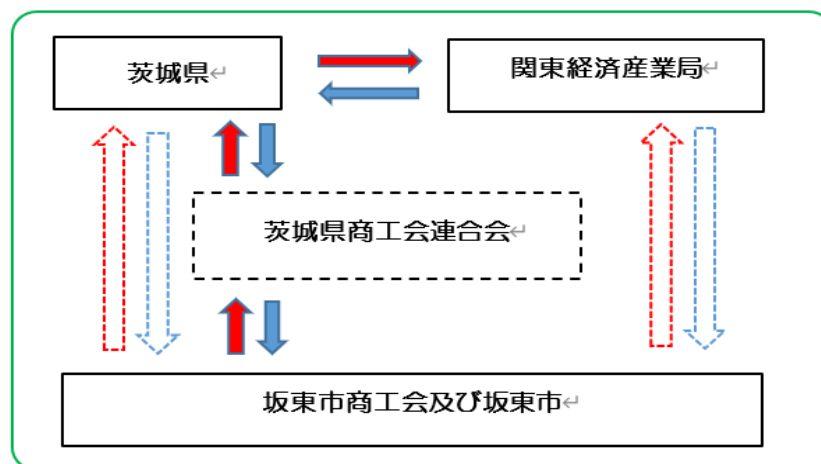 茨城県
関東経済産業局
茨城県商工会連合会
坂東市商工会及び坂東市